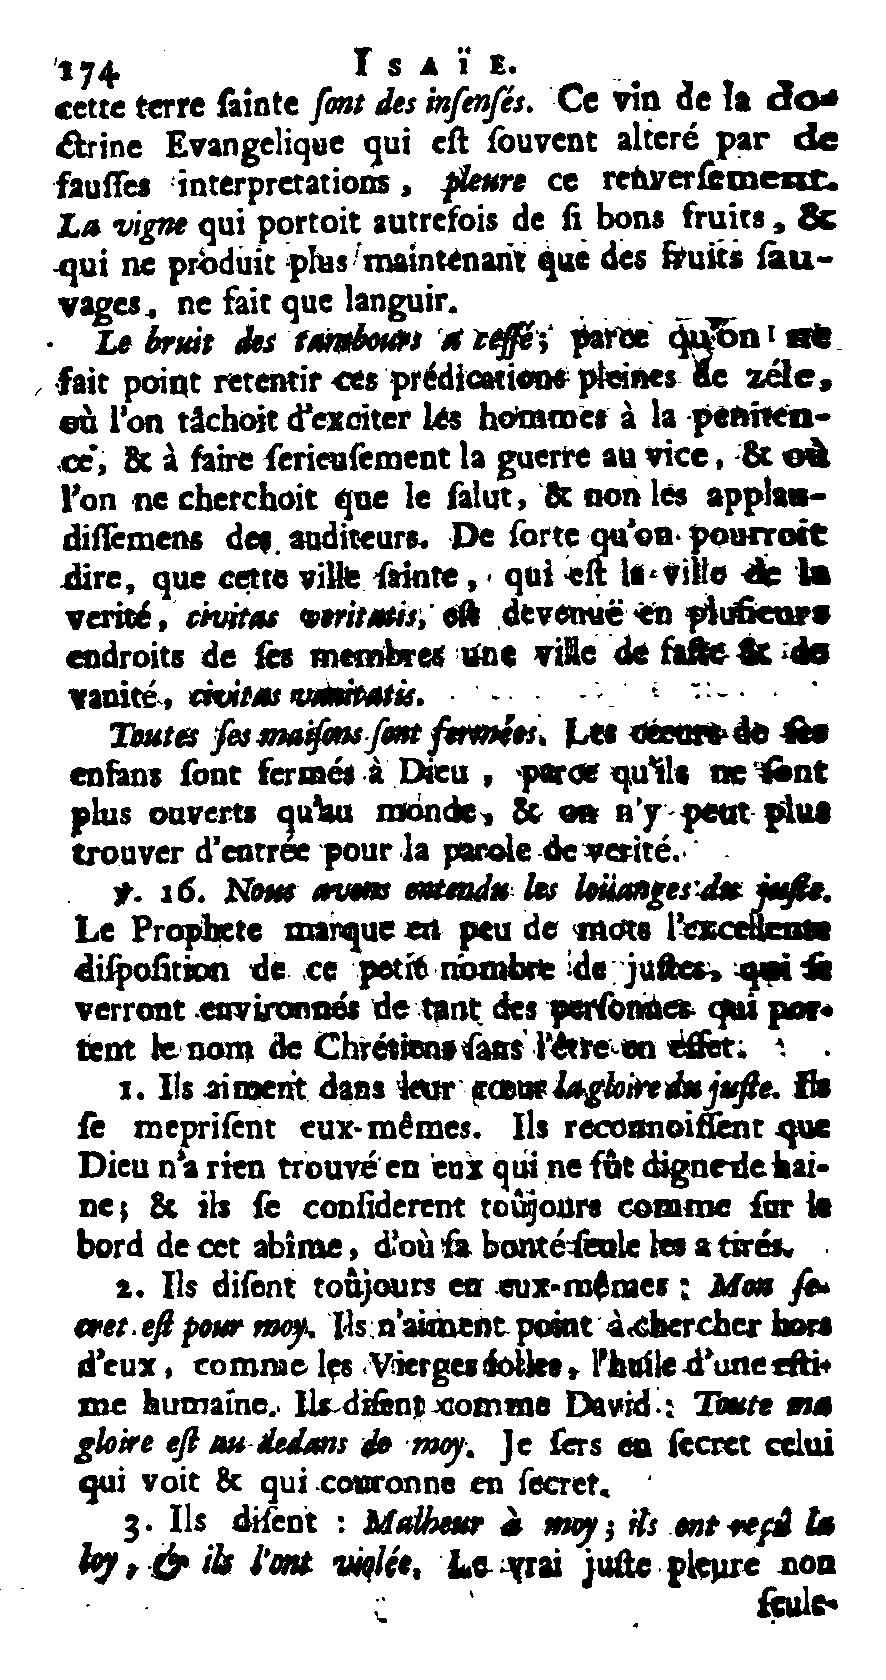 174 ISAÏE.
cette terre ſainte ſont des inſenſés. Ce vin de la do-
ctrine Evangelique qui eſt ſouvent alteré par de
fauſſes interpretations, pleure ce renverſement.
La vigne qui portoit autrefois de ſi bons fruits, &
qui ne produit plus maintenant que des fruits ſau-
vages, ne fait que languir.
Le bruit des tambours a ceſſé; parce qu'on ne
fait point retentir ces prédications pleines de zéle,
où l'on tâchoit d'exciter les hommes à la peniten-
ce, & à faire ſerieuſement la guerre au vice, & où
l'on ne cherchoit que le ſalut, & non les applau-
diſſemens des auditeurs. De ſorte qu'on pourroit
dire, que cette ville ſainte, qui eſt la ville de la
verité, civitas veritatis, eſt devenuë en pluſieurs
endroits de ſes membres une ville de faſte & de
vanité, civitas vanitatis.
Toutes ſes maiſons ſont fermées. Les cœurs de ſes
enfans ſont fermés à Dieu, parce qu'ils ne ſont
plus ouverts qu'au monde, & on n'y peut plus
trouver d'entrée pour la parole de verité.
℣. 16. Nous avons entendu les loüanges du juſte.
Le Prophete marque en peu de mots l'excellente
diſpoſition de ce petit nombre de juſtes, qui ſe
verront environnés de tant des perſonnes qui por-
tent le nom de Chrétiens ſans l'être en effet.
1. Ils aiment dans leur cœur la gloire du juſte. Ils
ſe mepriſent eux-mêmes. Ils reconnoiſſent que
Dieu n'a rien trouvé en eux qui ne fût digne de hai-
ne; & ils ſe conſiderent toûjours comme ſur le
bord de cet abîme, d'où ſa bonté ſeule les a tirés.
2. Ils diſent toûjours en eux-mêmes: Mon ſe-
cret eſt pour moy. Ils n'aiment point à chercher hors
d'eux, comme les Vierges folles, l'huile d'une eſti-
me humaine. Ils diſent comme David: Toute ma
gloire eſt au dedans de moy. Je ſers en ſecret celui
qui voit & qui couronne en ſecret.
3. Ils diſent: Malheur à moy; ils ont reçû la
loy, & ils l'ont violée. Le vrai juſte pleure non
ſeule-